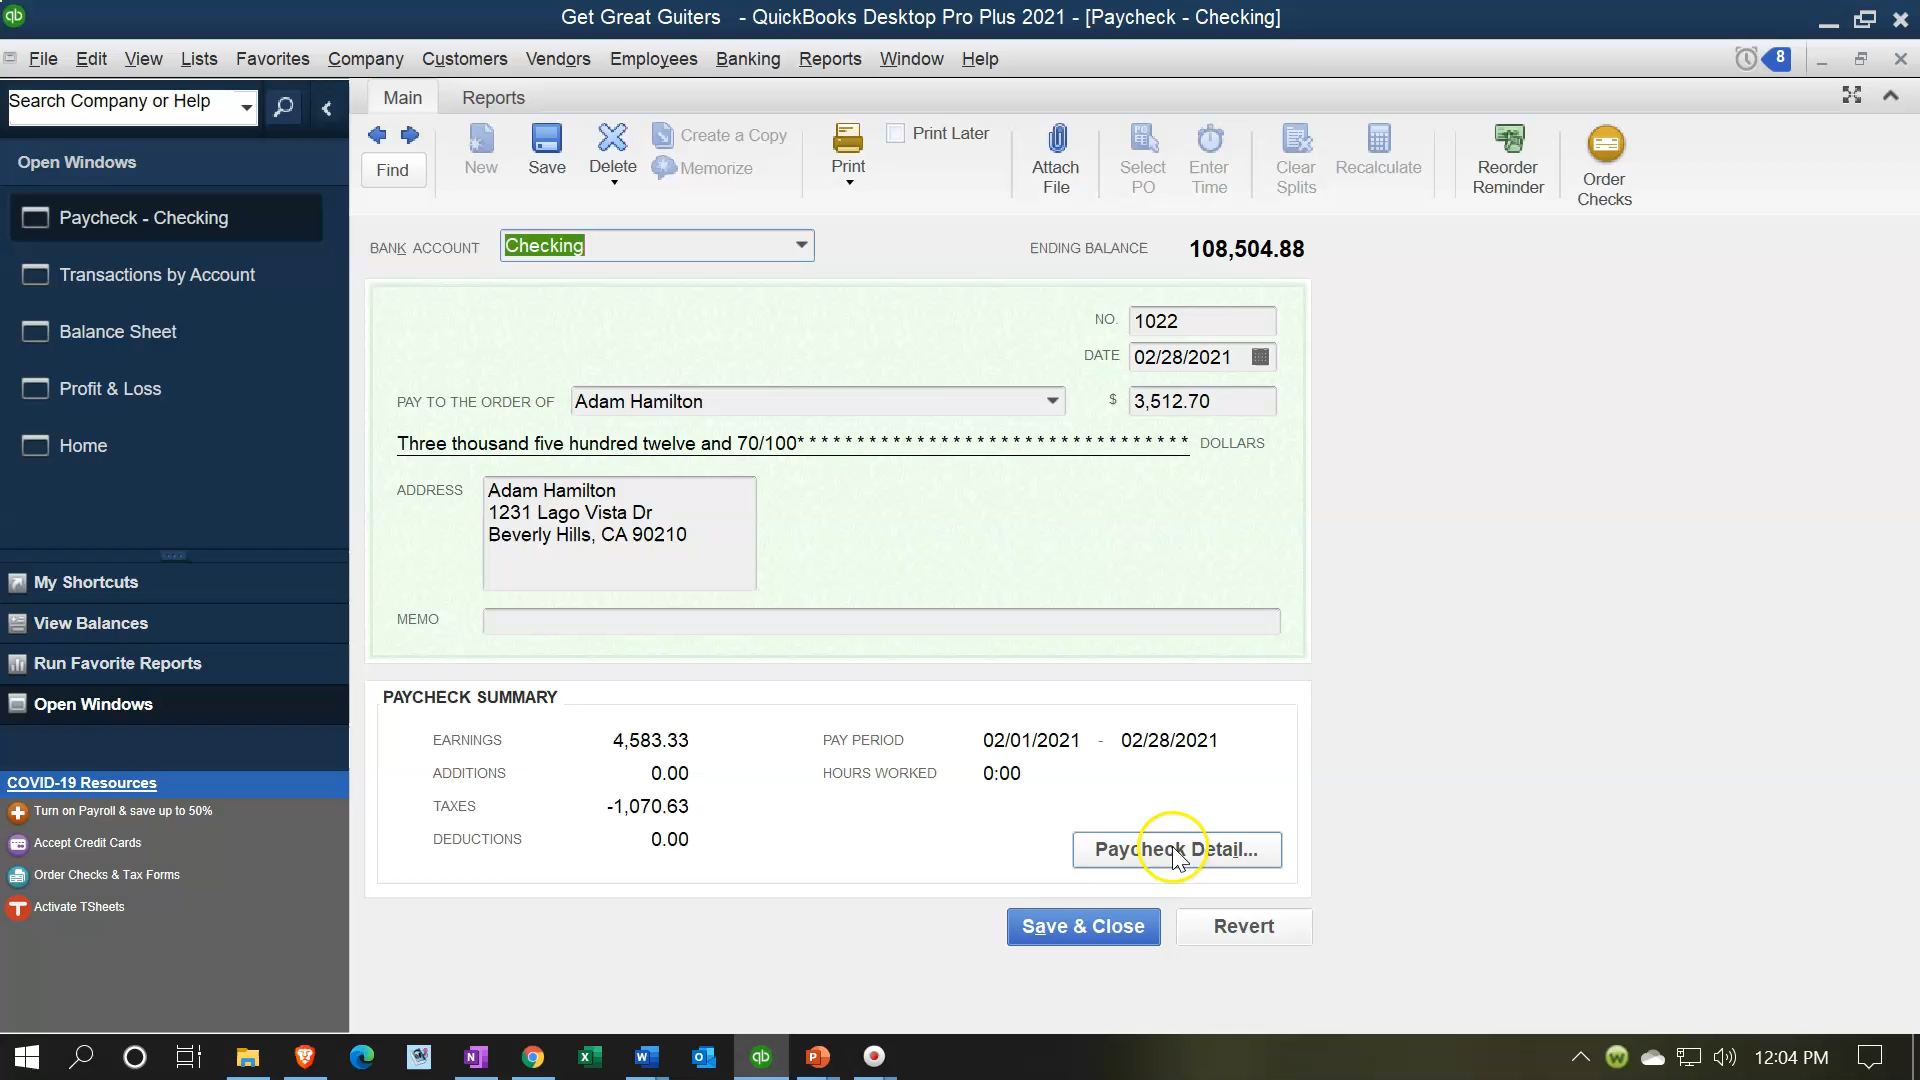 qb
Get Great Guiters - QuickBooks Desktop Pro Plus 2021 - [Paycheck - Checking]
File Edit View Lists Favorites Company Customers Vendors Employees Banking Reports Window Help
8
Search Company or Help
Main Reports
Find
New
Save
Delete
Create a Copy
Memorize
Print
Print Later
Attach
File
Select
PO
Enter
Time
Clear
Splits
Recalculate
Reorder
Reminder
Order
Checks
Open Windows
Paycheck - Checking
Transactions by Account
Balance Sheet
Profit & Loss
Home
My Shortcuts
View Balances
Run Favorite Reports
Open Windows
COVID-19 Resources
Turn on Payroll & save up to 50%
Accept Credit Cards
Order Checks & Tax Forms
Activate TSheets
BANK ACCOUNT Checking ENDING BALANCE 108,504.88
NO. 1022
DATE 02/28/2021
PAY TO THE ORDER OF Adam Hamilton $ 3,512.70
Three thousand five hundred twelve and 70/100* * * * * * * * * * * * * * * * * * * * * * * * * * * * * * * * * DOLLARS
ADDRESS Adam Hamilton
1231 Lago Vista Dr
Beverly Hills, CA 90210
MEMO
PAYCHECK SUMMARY
EARNINGS 4,583.33 PAY PERIOD 02/01/2021 - 02/28/2021
ADDITIONS 0.00 HOURS WORKED 0:00
TAXES -1,070.63
DEDUCTIONS 0.00
Paycheck Detail...
Save & Close Revert
12:04 PM